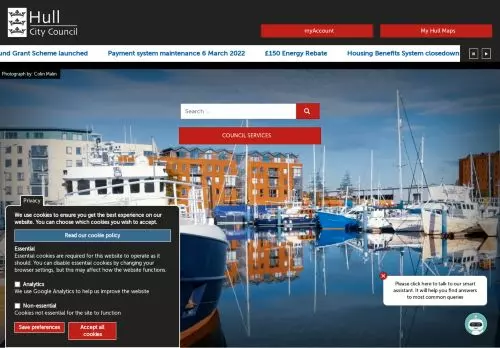 Hull
City Council
myAccount
My Hull Maps
und Grant Scheme launched
Payment system maintenance 6 March 2022
£150 Energy Rebate
Housing Benefits System closedown
Photograph by: Colin Malin
Search ...
COUNCIL SERVICES
Privacy
We use cookies to ensure you get the best experience on our
website. You can choose which cookies you wish to accept.
Read our cookie policy
Essential
Essential cookies are required for this website to operate as it
should. You can disable essential cookies by changing your
browser settings, but this may affect how the website functions.
Analytics
We use Google Analytics to help us improve the website
Non-essential
Cookies not essential for the site to function
Save preferences
Accept all
cookies
Please click here to talk to our smart
assistant. It will help you find answers
to most common queries